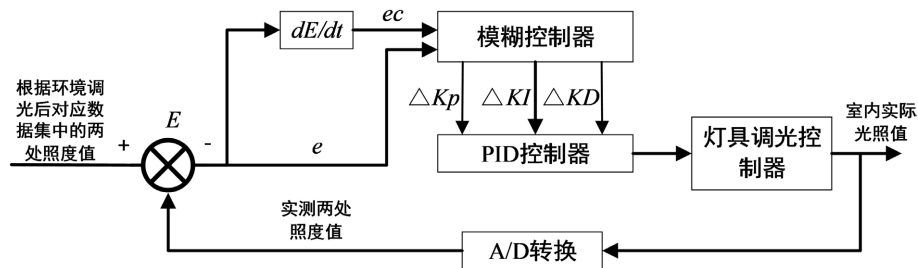 dE/dt
ec
模糊控制器
△Kp
△KI
△KD
根据环境调
光后对应数
据集中的两
处照度值
+
E
-
e
PID控制器
灯具调光控
制器
室内实际
光照值
实测两处
照度值
A/D转换